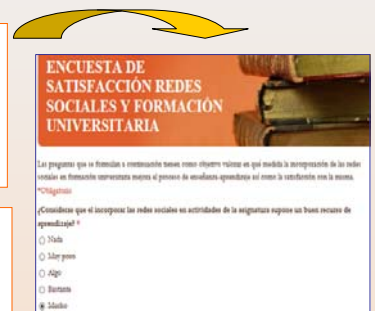 ENCUESTA DE
SATISFACCIÓN REDES
SOCIALES Y FORMACIÓN
UNIVERSITARIA
Las preguntas que se formulan a continuación tienen como objetivo valorar en qué medida la incorporación de las redes
sociales en formación universitaria mejora el proceso de enseñanza-aprendizaje así como la satisfacción con la misma.
*Obligatorio
¿Consideras que el incorporar las redes sociales en actividades de la asignatura supone un buen recurso de
aprendizaje? *
Nada
Muy poco
Algo
Bastante
Mucho